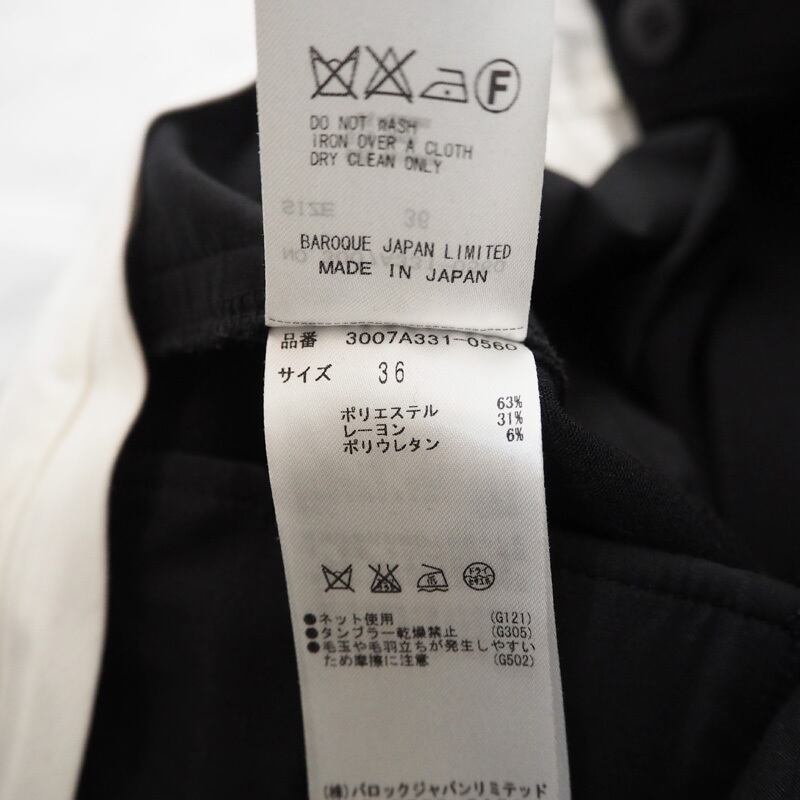 F
DO NOT WASH
IRON OVER A CLOTH
DRY CLEAN ONLY
BAROQUE JAPAN LIMITED
MADE IN JAPAN
品番 3007A331-0560
サイズ 36
ポリエステル 63%
レーヨン 31%
ポリウレタン 6%
ドライ
●ネット使用 (G121)
●タンブラー乾燥禁止 (G305)
●毛玉や毛羽立ちが発生しやすい
ため摩擦に注意 (G502)
(株)バロックジャパンリミテッド